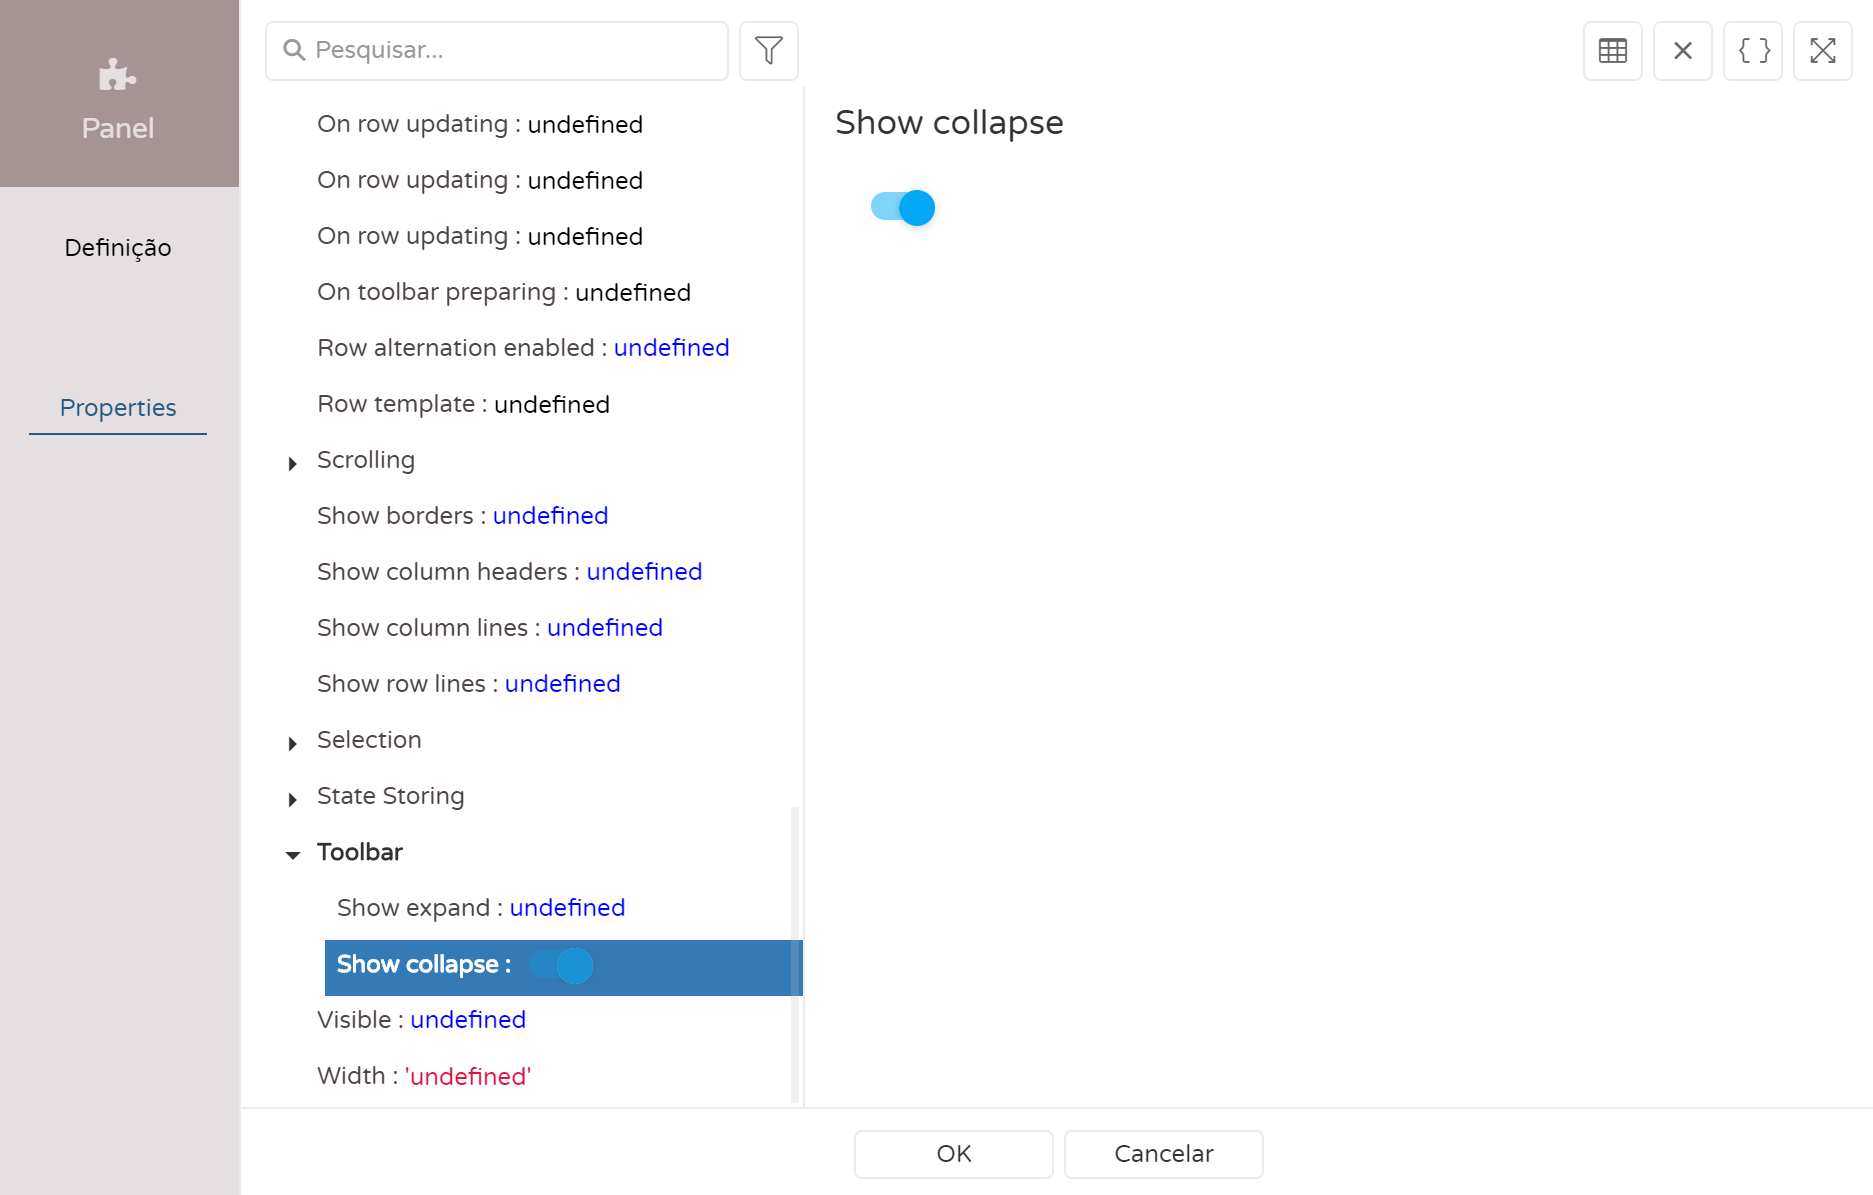 Panel
Definição
Properties
Pesquisar...
On row updating : undefined
On row updating : undefined
On row updating : undefined
On toolbar preparing : undefined
Row alternation enabled : undefined
Row template : undefined
Scrolling
Show borders : undefined
Show column headers : undefined
Show column lines : undefined
Show row lines : undefined
Selection
State Storing
Toolbar
Show expand : undefined
Show collapse :
Visible : undefined
Width : 'undefined'
Show collapse
OK
Cancelar